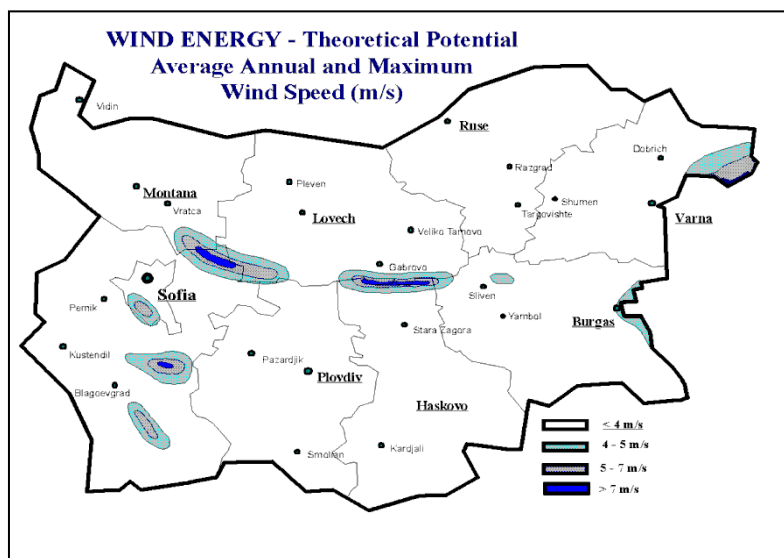 WIND ENERGY - Theoretical Potential
Average Annual and Maximum
Wind Speed (m/s)
Vidin
Ruse
Dobrich
Razgrad
Pleven
Montana
Vratca
Lovech
Shumen
Targovishte
Varna
Veliko Tarnovo
Gabrovo
Sofia
Sliven
Pernik
Yambol
Burgas
Stara Zagora
Kustendil
Pazardjik
Plovdiv
Blagoevgrad
Haskovo
Smolian
Kardjali
< 4 m/s
4 - 5 m/s
5 - 7 m/s
> 7 m/s